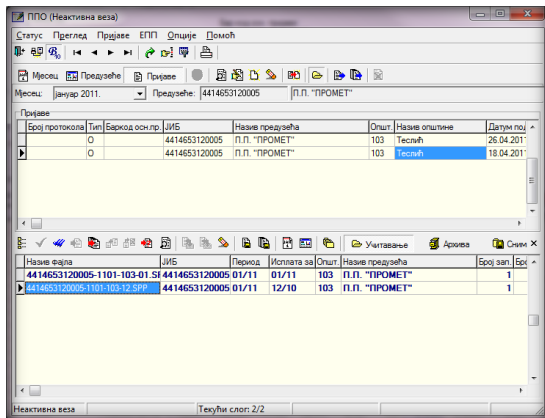 ППО (Неактивна веза)
Статус Преглед Пријаве ЕПП Опције Помоћ
Мјесец Предузеће Пријаве
Мјесец: јануар 2011. Предузеће: 4414653120005 П.П. "ПРОМЕТ"
Пријаве
Број протокола Тип Баркод осн.пр. ЈИБ Назив предузећа Општ. Назив општине Датум по
О 4414653120005 П.П. "ПРОМЕТ" 103 Теслић 26.04.201
О 4414653120005 П.П. "ПРОМЕТ" 103 Теслић 18.04.201
Учитавање Архива Сним
Назив фајла ЈИБ Период Исплата за Општ. Назив предузећа Број зап. Бро
4414653120005-1101-103-01.S 4414653120005 01/11 01/11 103 П.П. "ПРОМЕТ" 1
4414653120005-1101-103-12.SPP 4414653120005 01/11 12/10 103 П.П. "ПРОМЕТ" 1
Неактивна веза Текући слог: 2/2